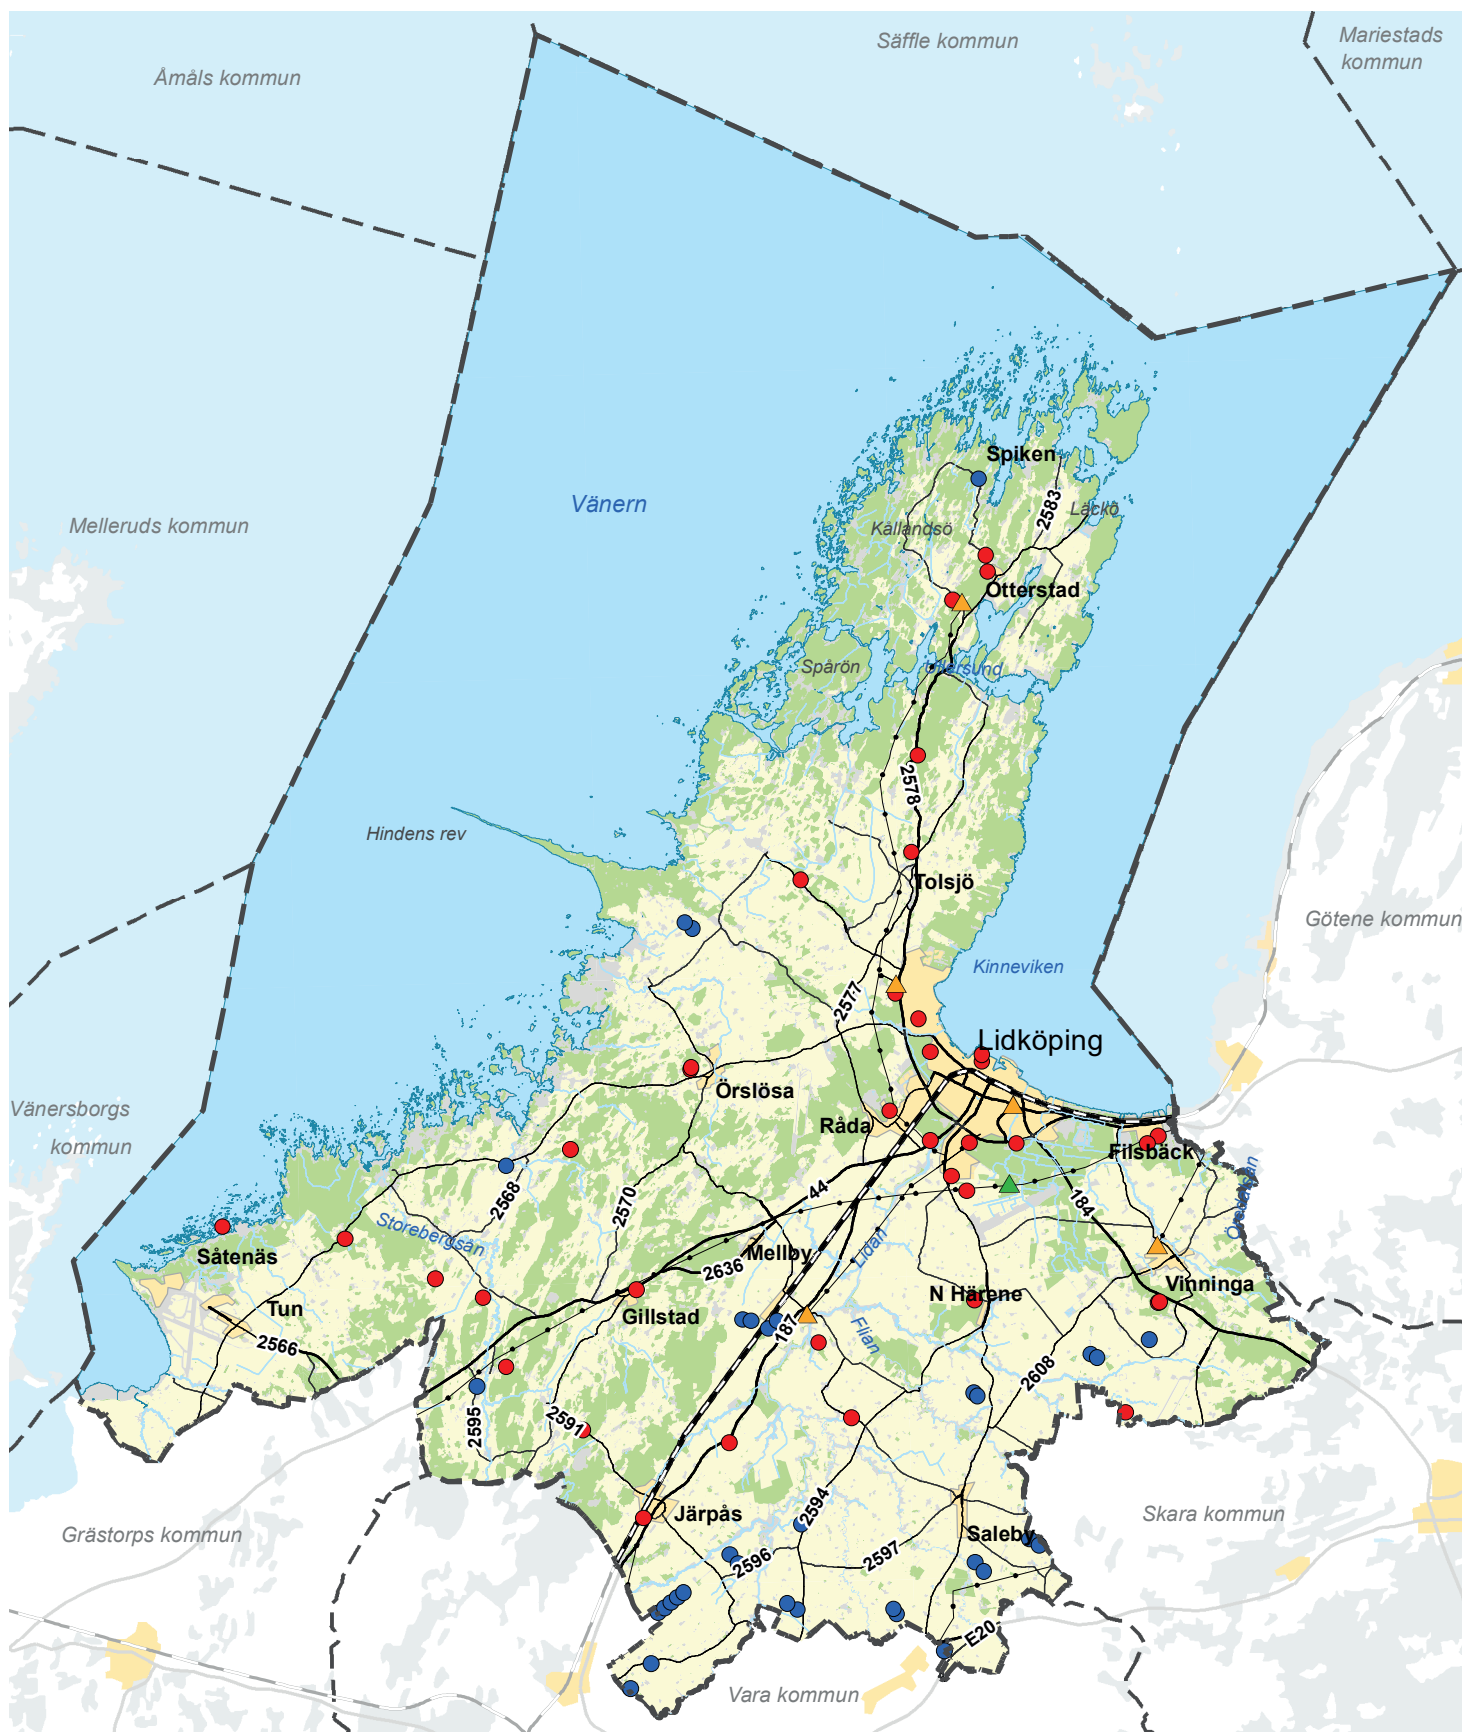 Säffle kommun
Mariestads
kommun
Åmåls kommun
Spiken
Vänern
2583
Läckö
Melleruds kommun
Kållandsö
Otterstad
Spårön
Ullersund
2578
Hindens rev
Tolsjö
Götene kommun
Kinneviken
2577
Lidköping
Örslösa
Vänersborgs
kommun
Råda
Filsbäck
44
184
2568
2570
Storebergsån
Såtenäs
Mellby
Lidan
2636
Vinninga
N Härene
Tun
Gillstad
187
Flian
2566
2608
2591
2595
Järpås
2594
Skara kommun
Grästorps kommun
Saleby
2596
2597
E20
Vara kommun